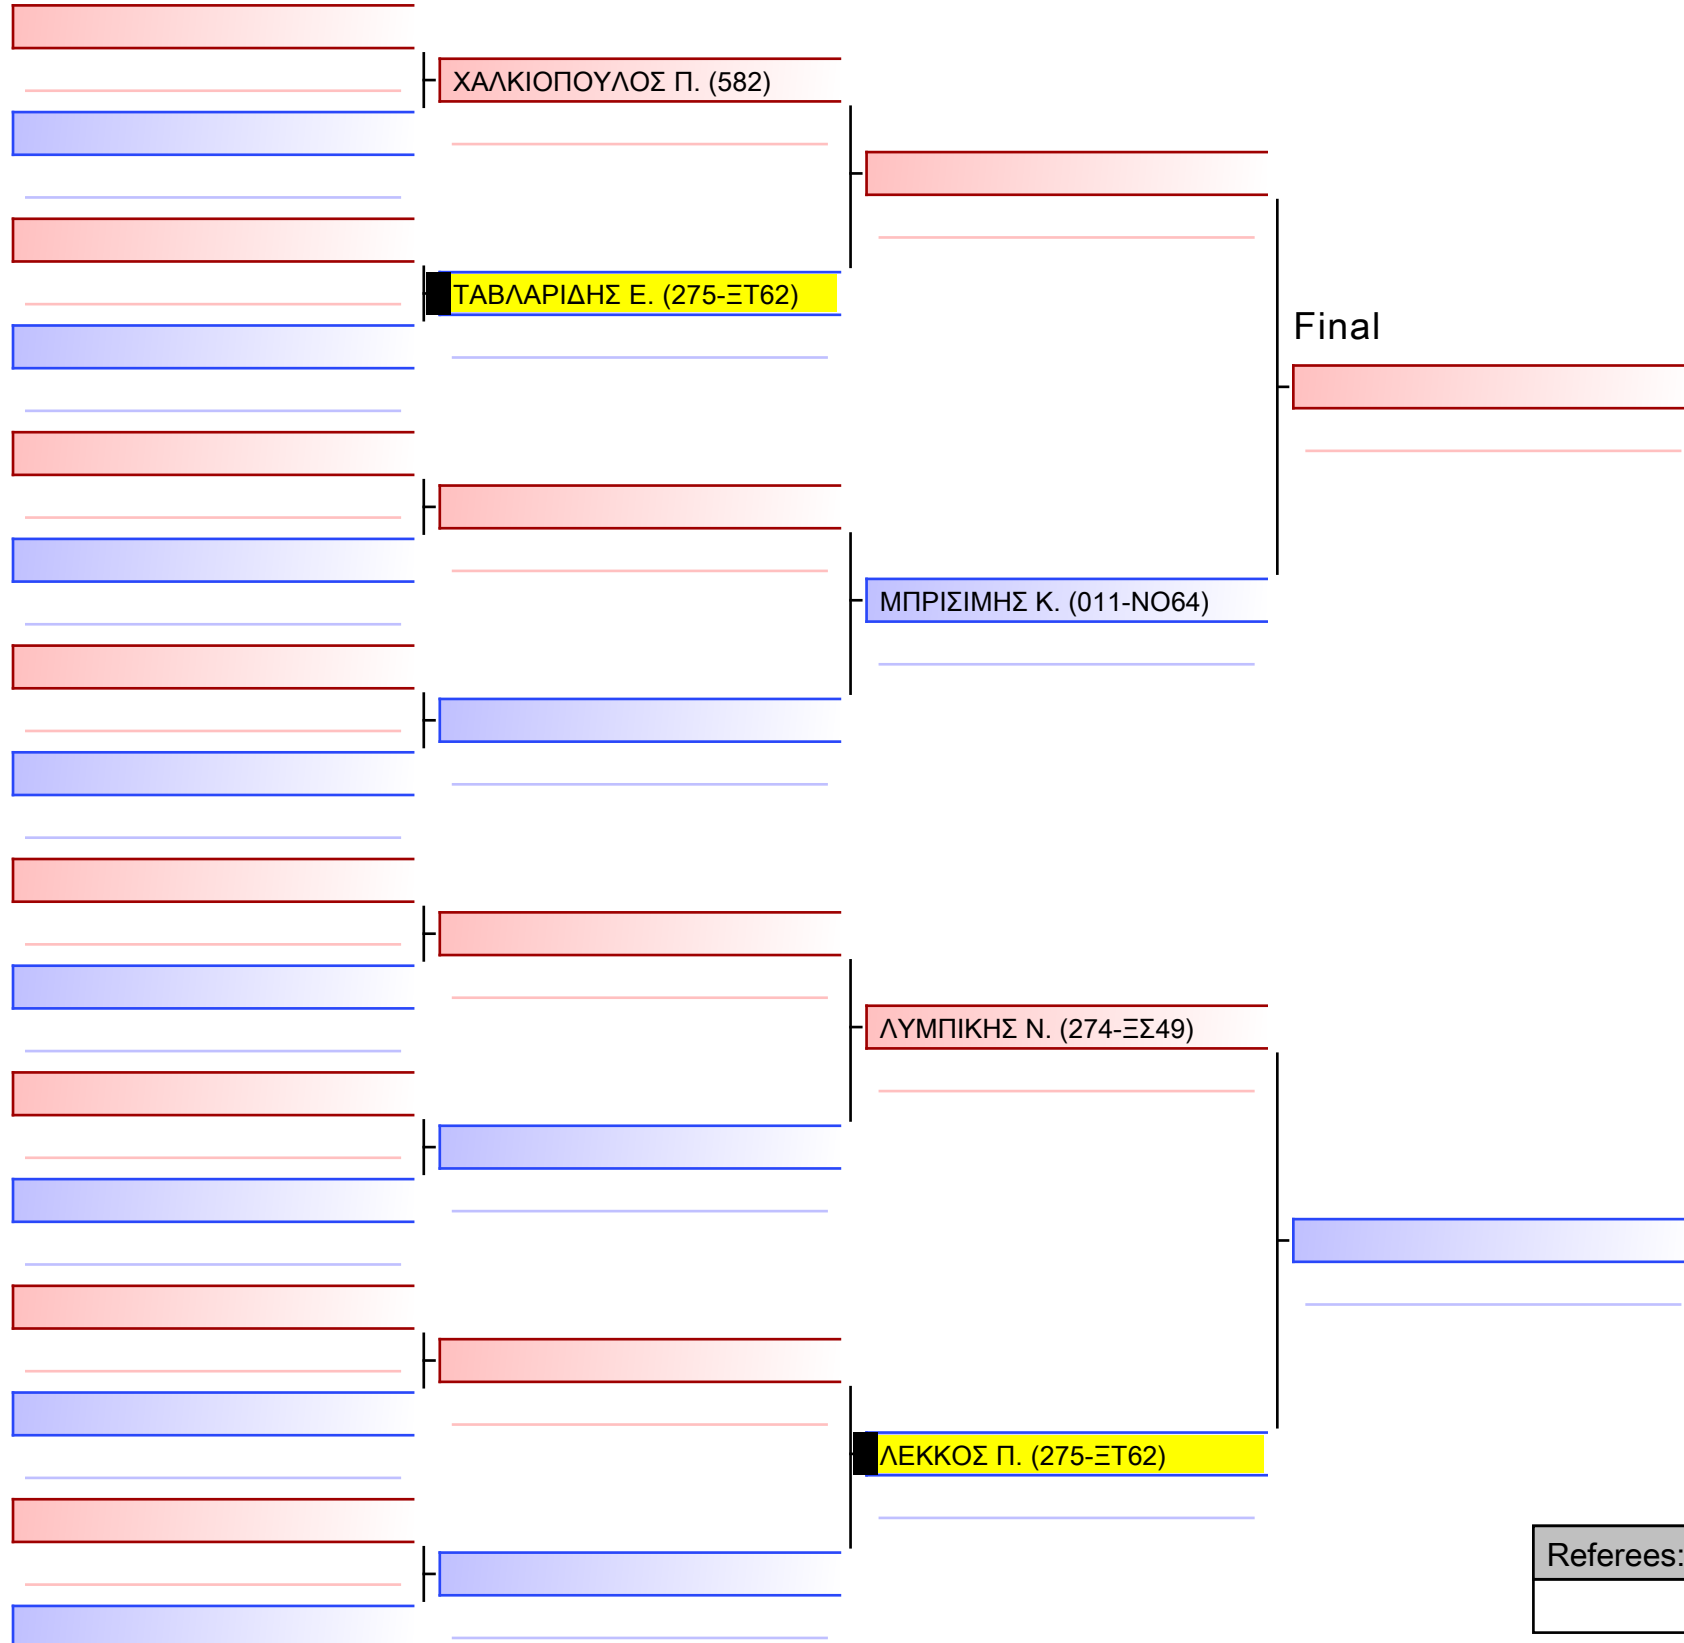 ΧΑΛΚΙΟΠΟΥΛΟΣ Π. (582)
ΤΑΒΛΑΡΙΔΗΣ Ε. (275-ΞΤ62)
Final
ΜΠΡΙΣΙΜΗΣ Κ. (011-ΝΟ64)
ΛΥΜΠΙΚΗΣ Ν. (274-ΞΣ49)
ΛΕΚΚΟΣ Π. (275-ΞΤ62)
Referees: